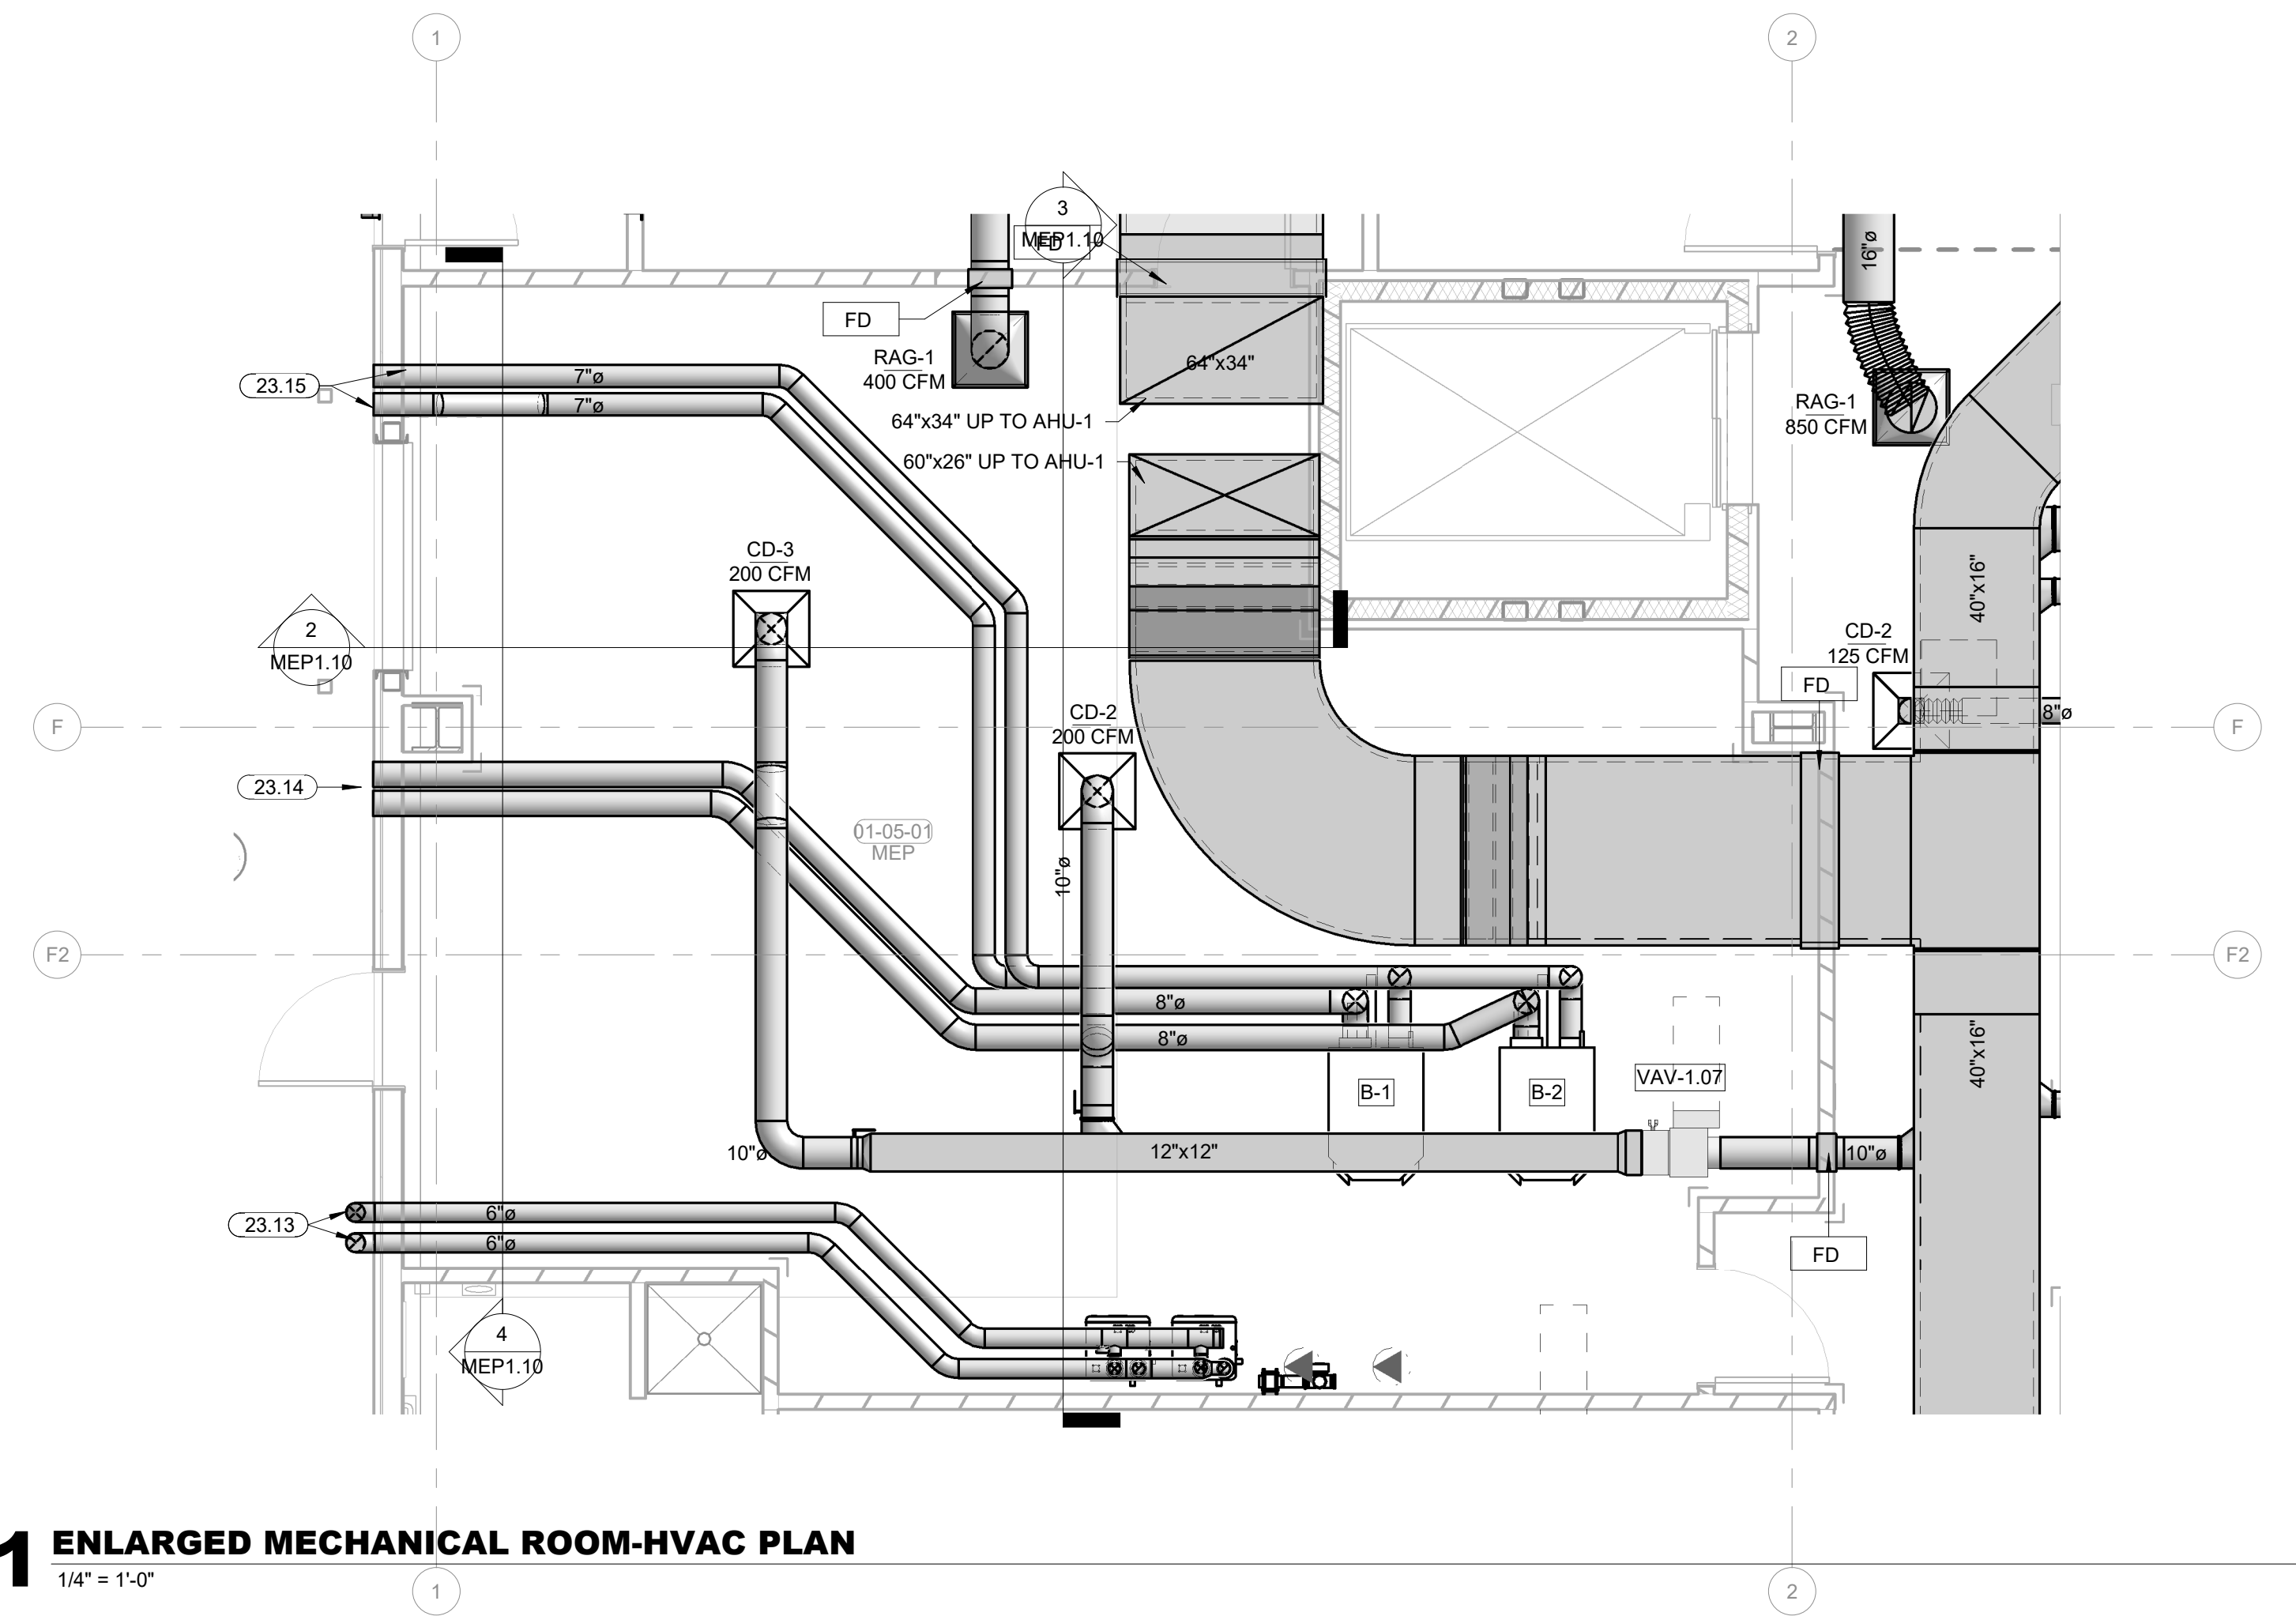 1
2
3
MEP1.10
FD
16"ø
FD
RAG-1
400 CFM
64"x34"
23.15
7"ø
7"ø
64"x34" UP TO AHU-1
RAG-1
850 CFM
60"x26" UP TO AHU-1
CD-3
200 CFM
40"x16"
2
MEP1.10
CD-2
125 CFM
FD
CD-2
200 CFM
8"ø
F
F
23.14
01-05-01
MEP
10"ø
F2
F2
8"ø
8"ø
40"x16"
B-1
B-2
VAV-1.07
10"ø
12"x12"
10"ø
23.13
6"ø
6"ø
FD
4
MEP1.10
1
ENLARGED MECHANICAL ROOM-HVAC PLAN
1/4" = 1'-0"
1
2